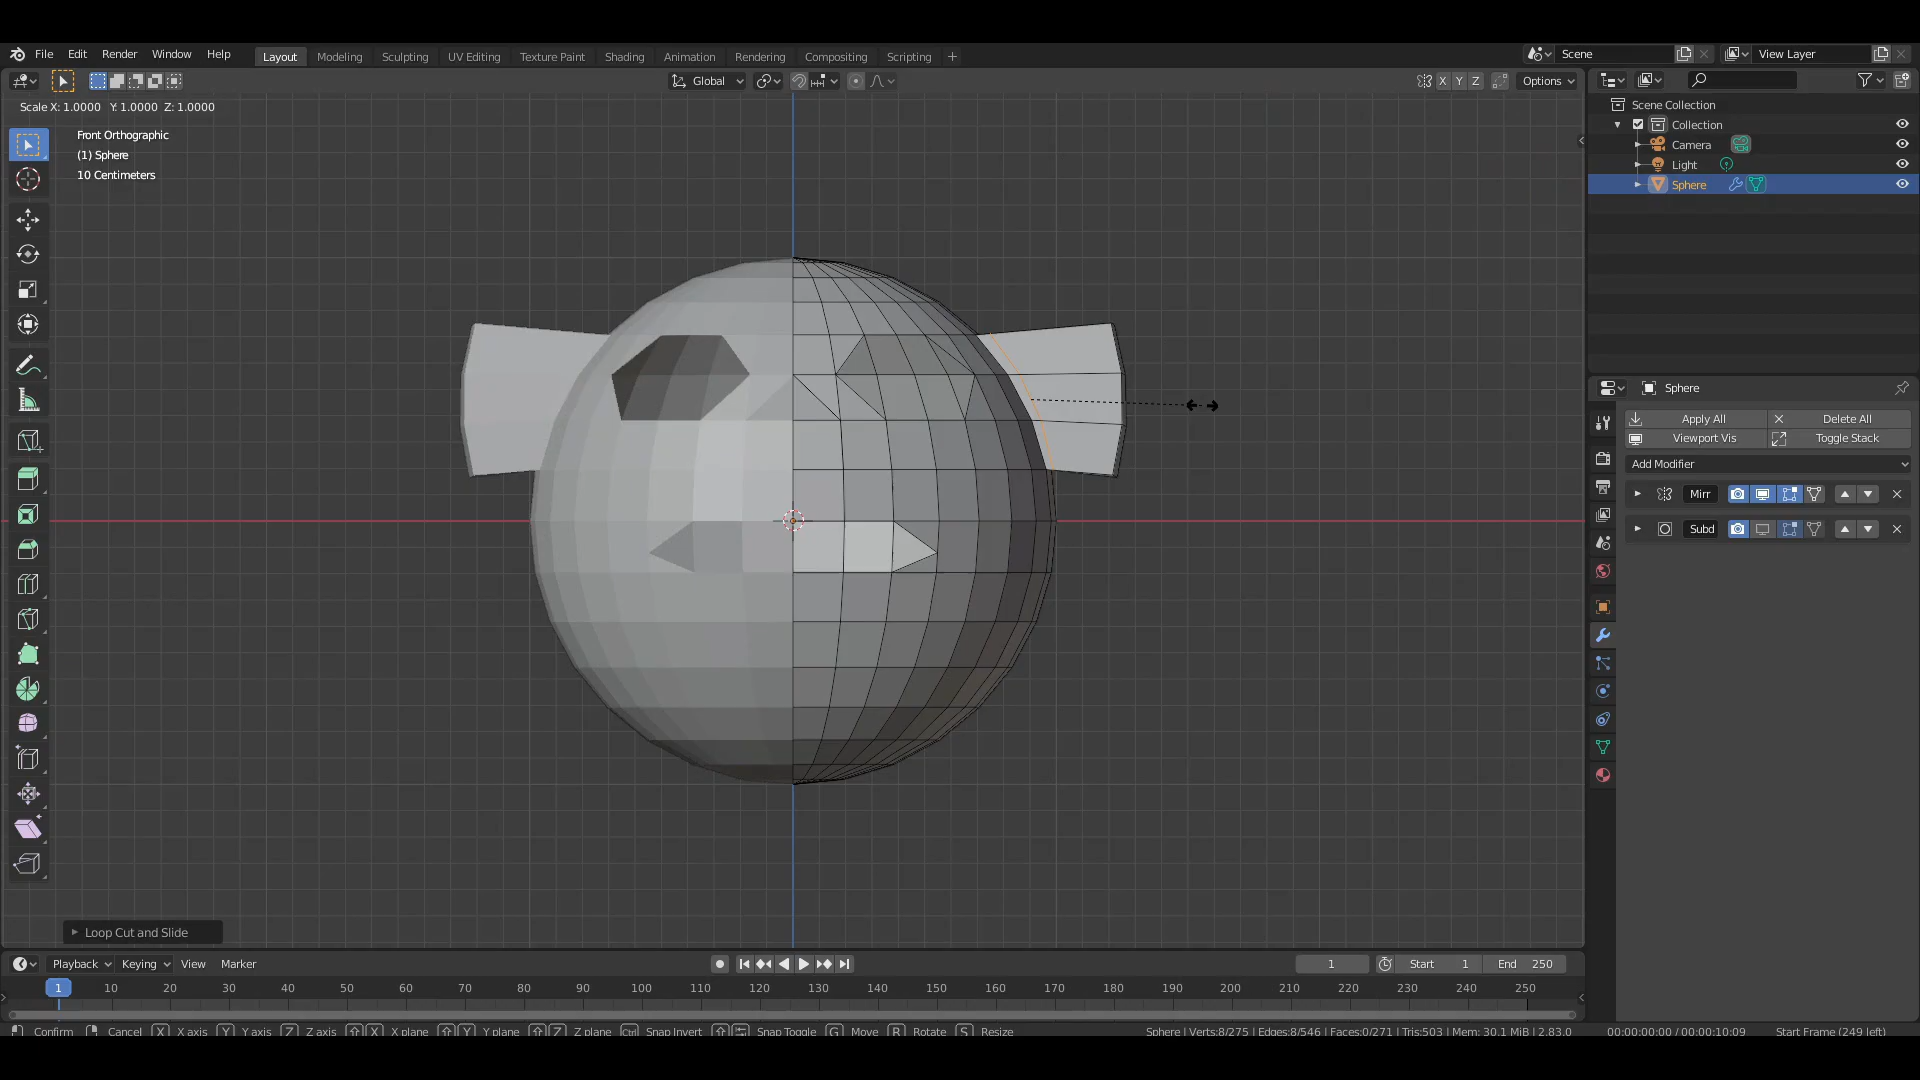 File Edit Render Window Help Layout Modeling Sculpting UV Editing Texture Paint Shading Animation Rendering Compositing Scripting + Scene View Layer
Global X Y Z Options
Scale X: 1.0000 Y: 1.0000 Z: 1.0000
Front Orthographic
(1) Sphere
10 Centimeters
Scene Collection
Collection
Camera
Light
Sphere
Sphere
Apply All Delete All
Viewport Vis Toggle Stack
Add Modifier
Mirr
Subd
Loop Cut and Slide
Playback Keying View Marker 1 Start 1 End 250
1 10 20 30 40 50 60 70 80 90 100 110 120 130 140 150 160 170 180 190 200 210 220 230 240 250
Confirm Cancel X X axis Y Y axis Z Z axis X X plane Y Y plane Z Z plane Ctrl Snap Invert Snap Toggle G Move R Rotate S Resize Sphere | Verts:8/275 | Edges:8/546 | Faces:0/271 | Tris:503 | Mem: 30.1 MiB | 2.83.0 00:00:00:00 / 00:00:10:09 Start Frame (249 left)